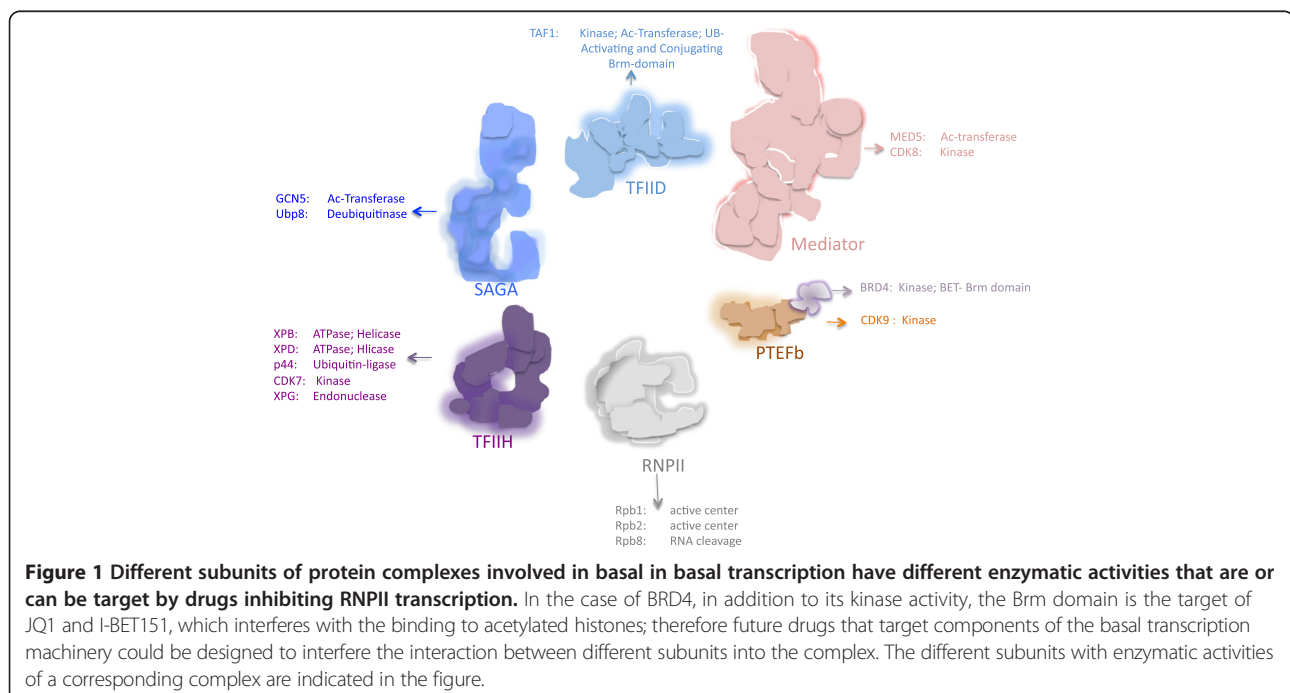 TAF1: Kinase; Ac-Transferase; UB-
Activating and Conjugating
Brm-domain
TFIID
MED5: Ac-transferase
CDK8: Kinase
Mediator
GCN5: Ac-Transferase
Ubp8: Deubiquitinase
SAGA
BRD4: Kinase; BET- Brm domain
CDK9 : Kinase
PTEFb
XPB: ATPase; Helicase
XPD: ATPase; Hlicase
p44: Ubiquitin-ligase
CDK7: Kinase
XPG: Endonuclease
TFIIH
RNPII
Rpb1: active center
Rpb2: active center
Rpb8: RNA cleavage
Figure 1 Different subunits of protein complexes involved in basal in basal transcription have different enzymatic activities that are or
can be target by drugs inhibiting RNPII transcription. In the case of BRD4, in addition to its kinase activity, the Brm domain is the target of
JQ1 and I-BET151, which interferes with the binding to acetylated histones; therefore future drugs that target components of the basal transcription
machinery could be designed to interfere the interaction between different subunits into the complex. The different subunits with enzymatic activities
of a corresponding complex are indicated in the figure.